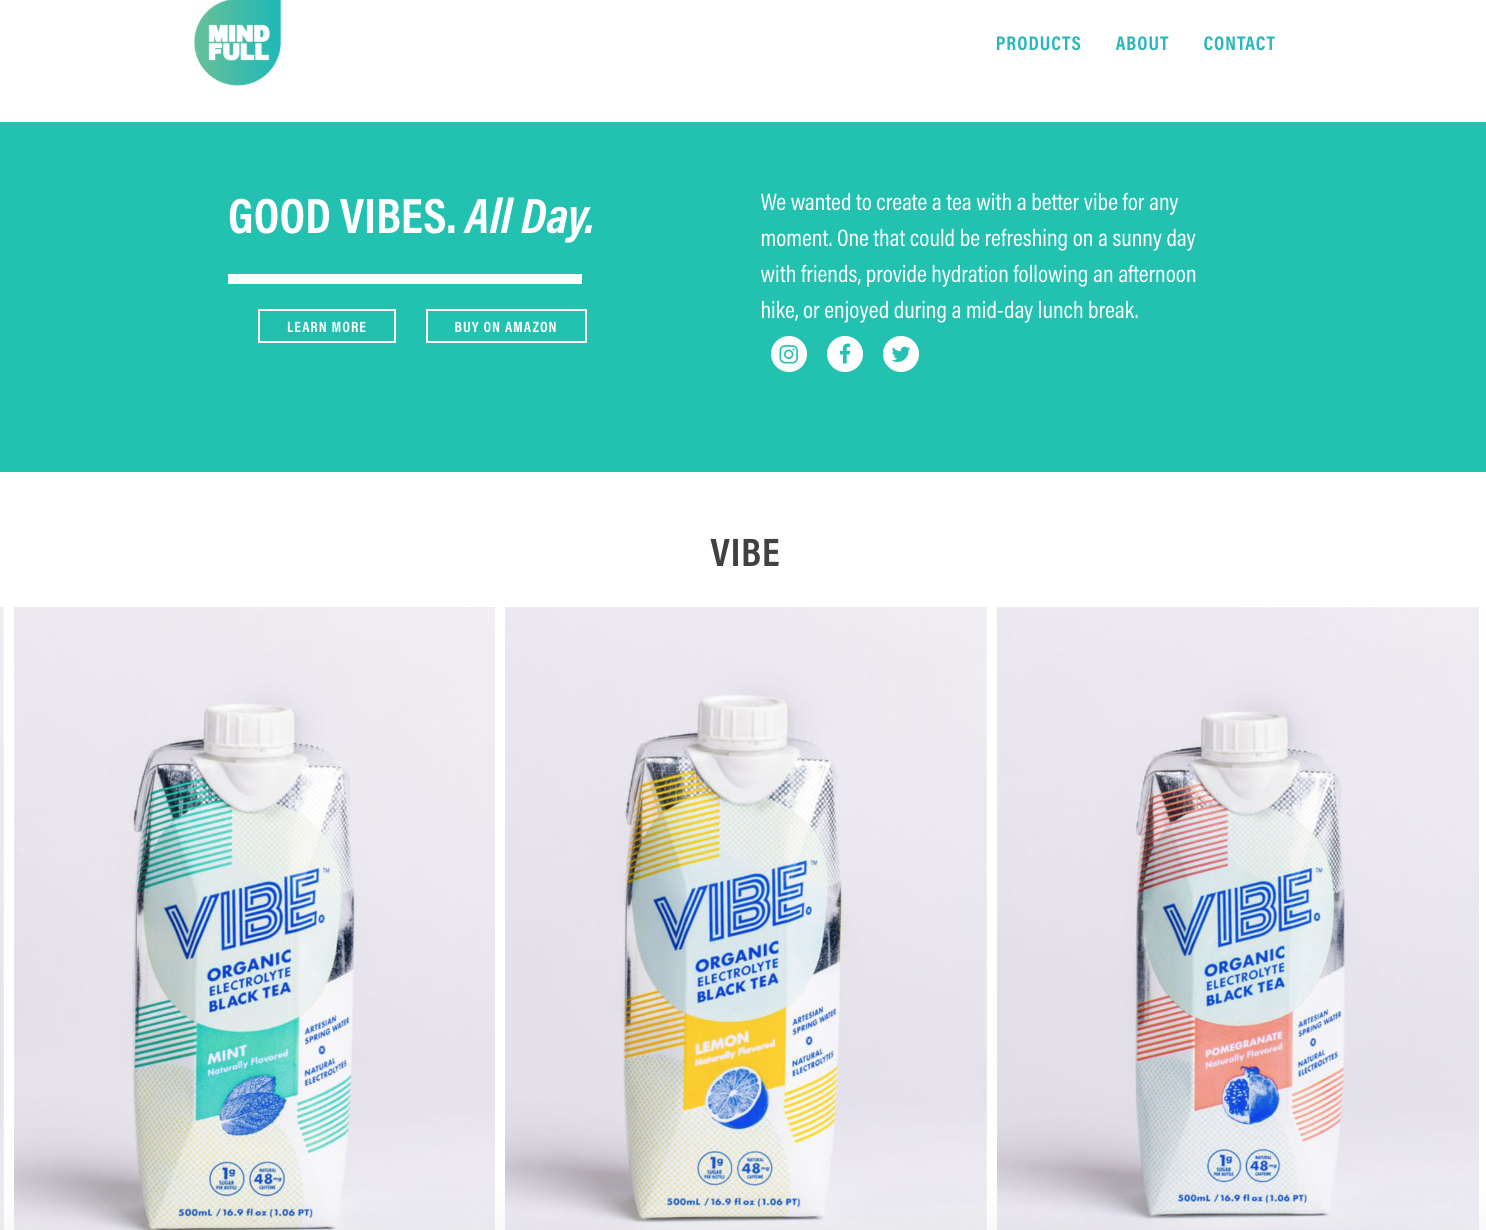 MIND
FULL
PRODUCTS ABOUT CONTACT
GOOD VIBES. All Day.
LEARN MORE BUY ON AMAZON
We wanted to create a tea with a better vibe for any
moment. One that could be refreshing on a sunny day
with friends, provide hydration following an afternoon
hike, or enjoyed during a mid-day lunch break.
VIBE
VIBE™
ORGANIC
ELECTROLYTE
BLACK TEA
ARTESIAN
SPRING WATER
NATURAL
ELECTROLYTES
MINT
Naturally Flavored
1g
SUGAR
PER BOTTLE
NATURAL
48mg
CAFFEINE
500mL / 16.9 fl oz (1.06 PT)
VIBE™
ORGANIC
ELECTROLYTE
BLACK TEA
ARTESIAN
SPRING WATER
NATURAL
ELECTROLYTES
LEMON
Naturally Flavored
1g
SUGAR
PER BOTTLE
NATURAL
48mg
CAFFEINE
500mL / 16.9 fl oz (1.06 PT)
VIBE™
ORGANIC
ELECTROLYTE
BLACK TEA
ARTESIAN
SPRING WATER
NATURAL
ELECTROLYTES
POMEGRANATE
Naturally Flavored
1g
SUGAR
PER BOTTLE
NATURAL
48mg
CAFFEINE
500mL / 16.9 fl oz (1.06 PT)